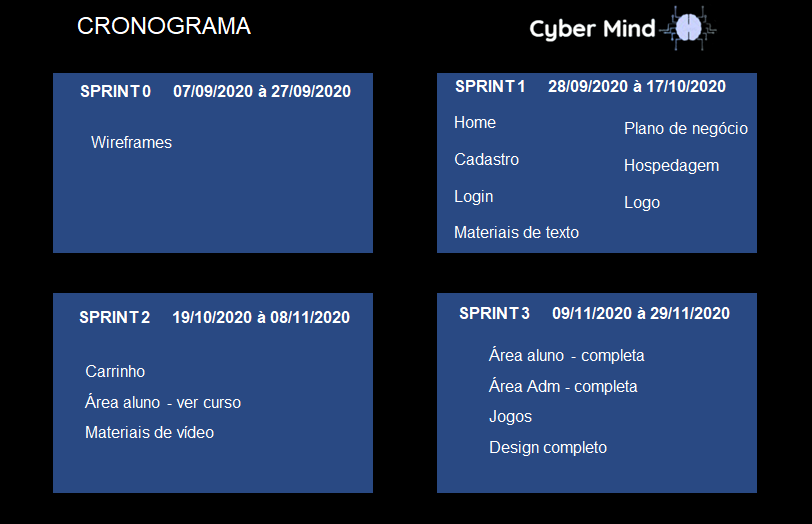 CRONOGRAMA
Cyber Mind
SPRINT 0 07/09/2020 à 27/09/2020
Wireframes
SPRINT 1 28/09/2020 à 17/10/2020
Home
Cadastro
Login
Materiais de texto
Plano de negócio
Hospedagem
Logo
SPRINT 2 19/10/2020 à 08/11/2020
Carrinho
Área aluno - ver curso
Materiais de vídeo
SPRINT 3 09/11/2020 à 29/11/2020
Área aluno - completa
Área Adm - completa
Jogos
Design completo